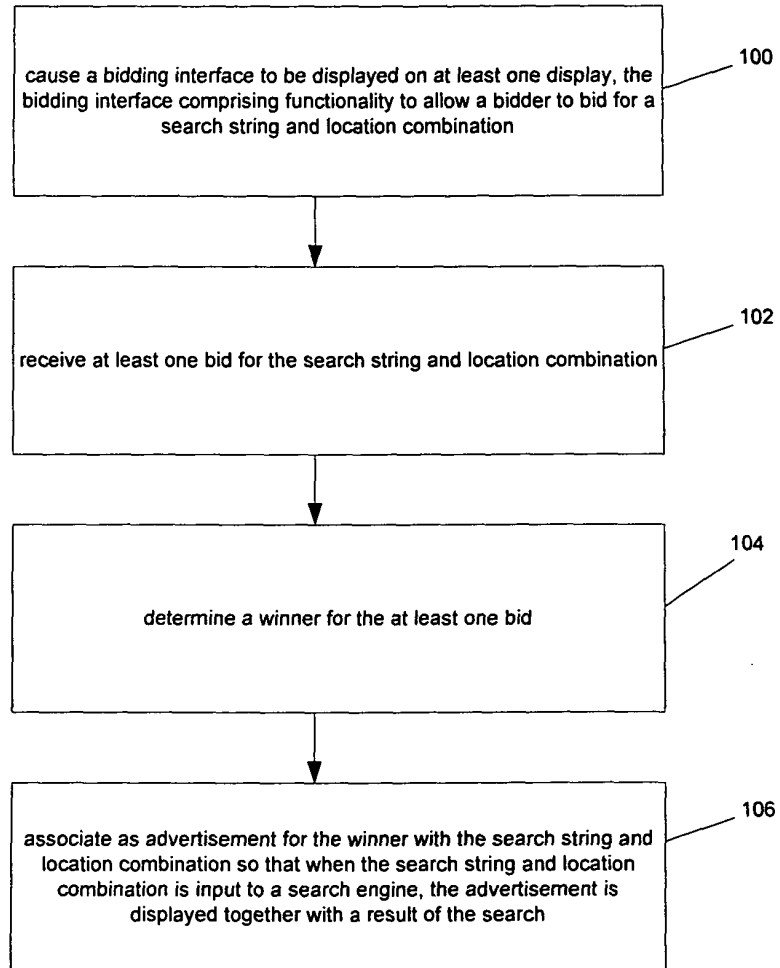 100
cause a bidding interface to be displayed on at least one display, the
bidding interface comprising functionality to allow a bidder to bid for a
search string and location combination
102
receive at least one bid for the search string and location combination
104
determine a winner for the at least one bid
106
associate as advertisement for the winner with the search string and
location combination so that when the search string and location
combination is input to a search engine, the advertisement is
displayed together with a result of the search